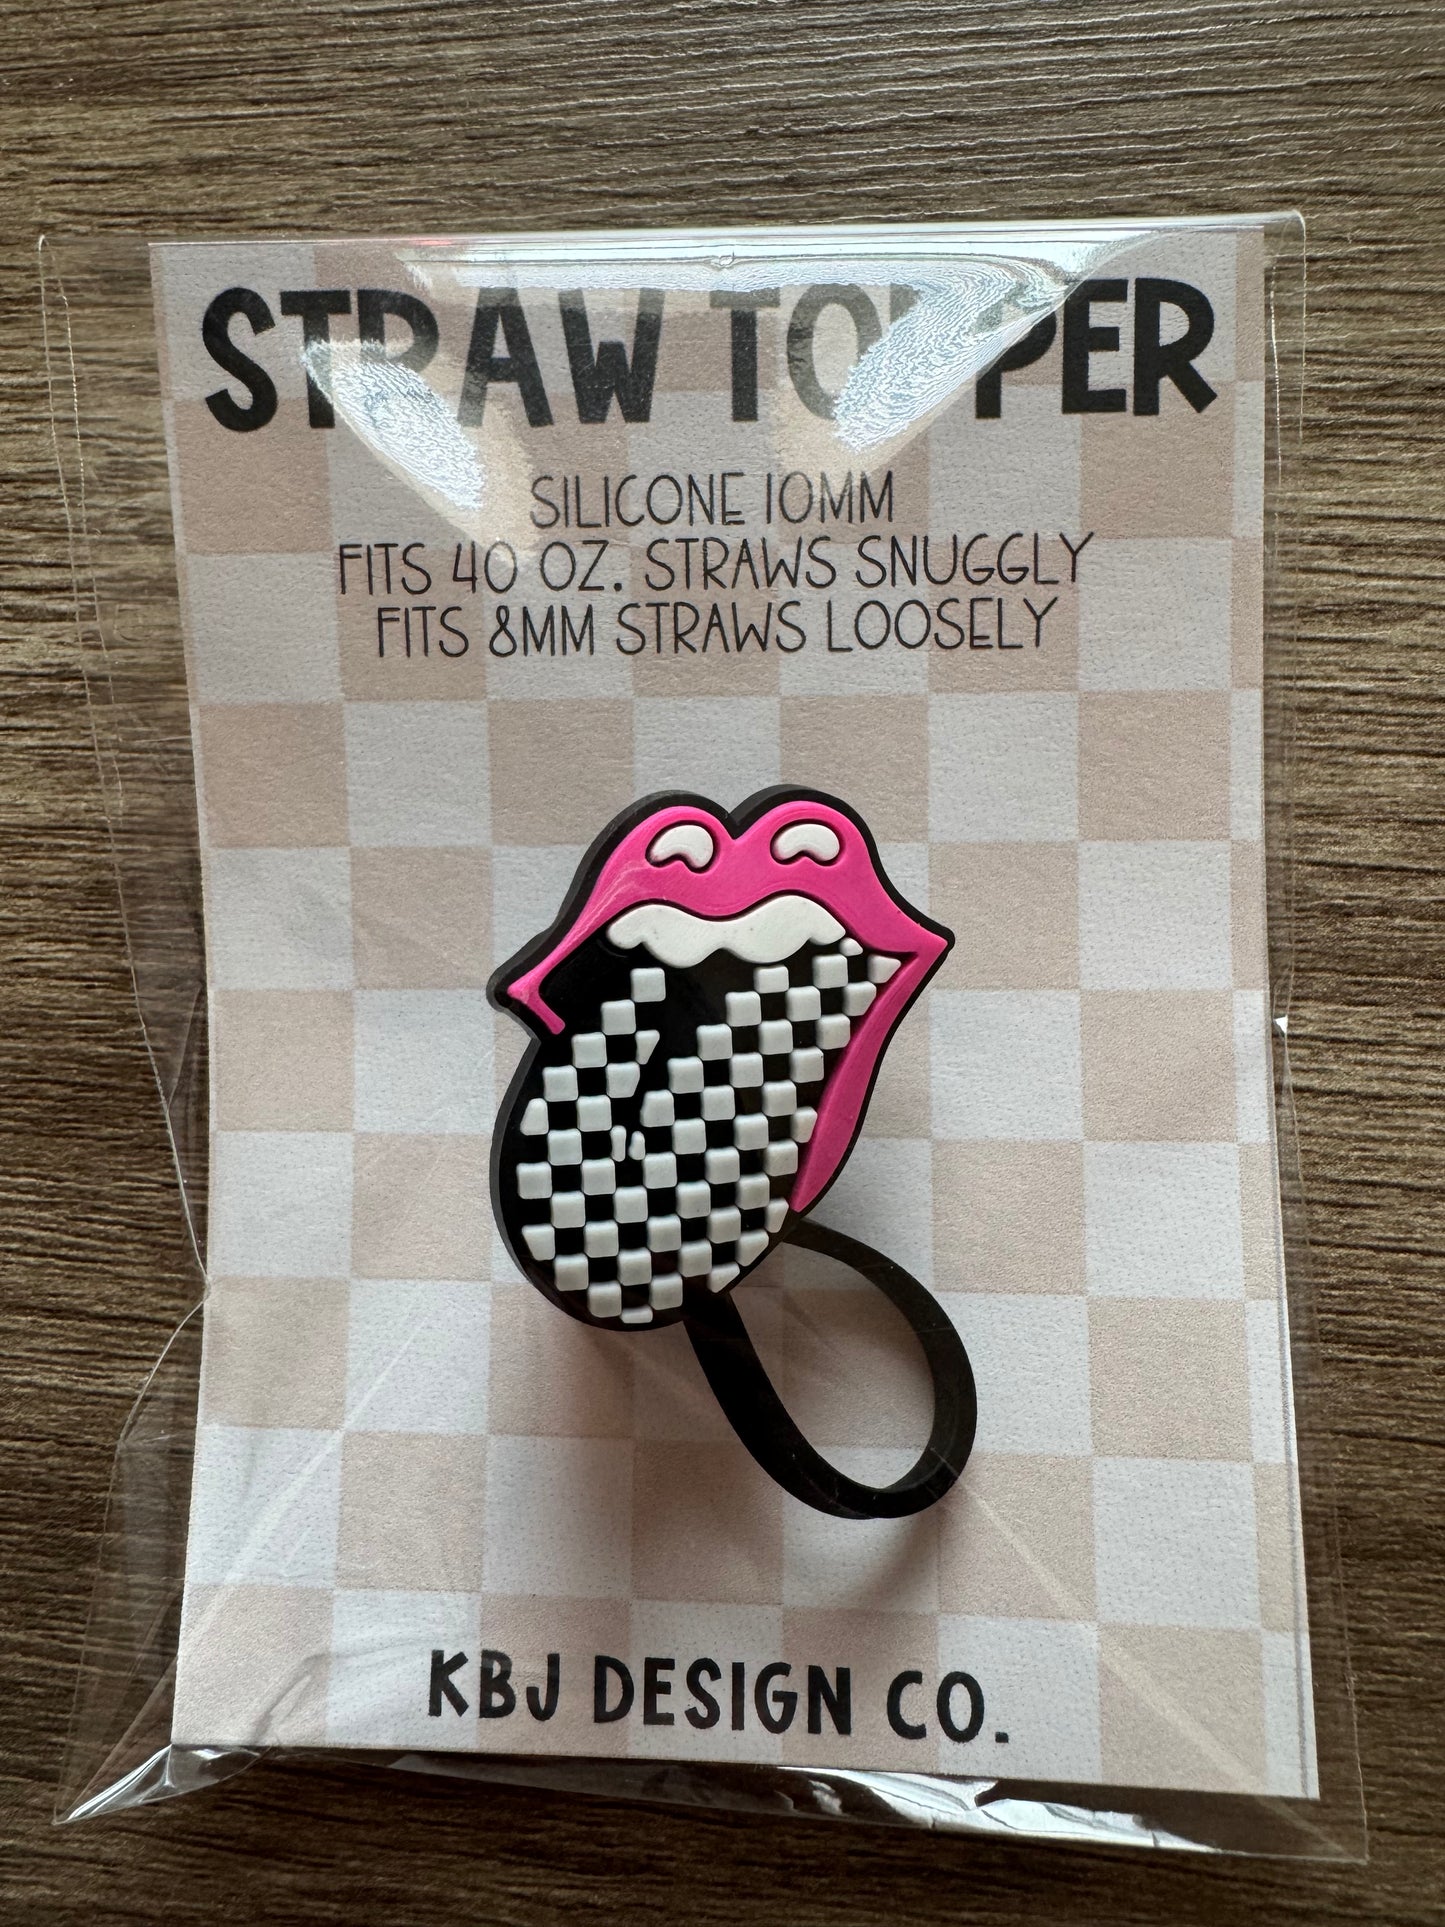 STRAW TOPPER
SILICONE 10MM
FITS 40 OZ. STRAWS SNUGGLY
FITS 8MM STRAWS LOOSELY
KBJ DESIGN CO.